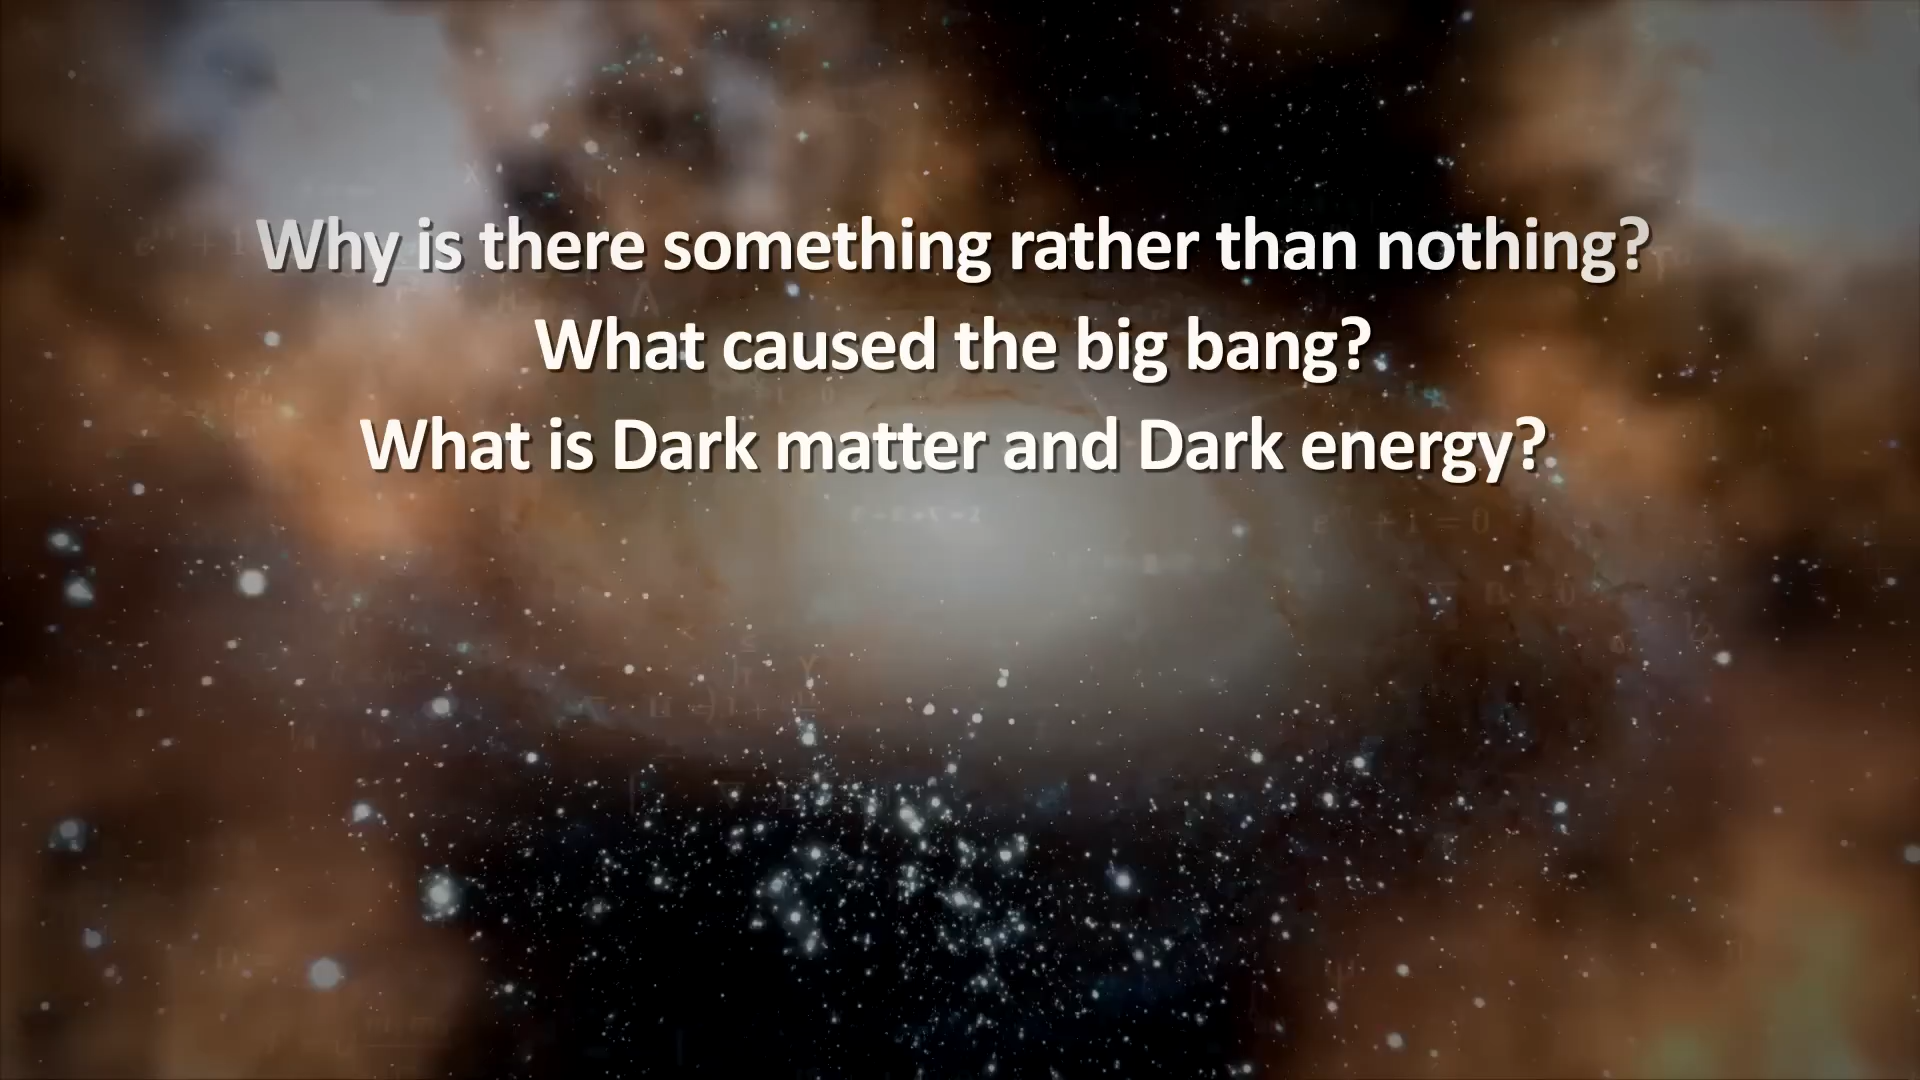 Why is there something rather than nothing?
What caused the big bang?
What is Dark matter and Dark energy?